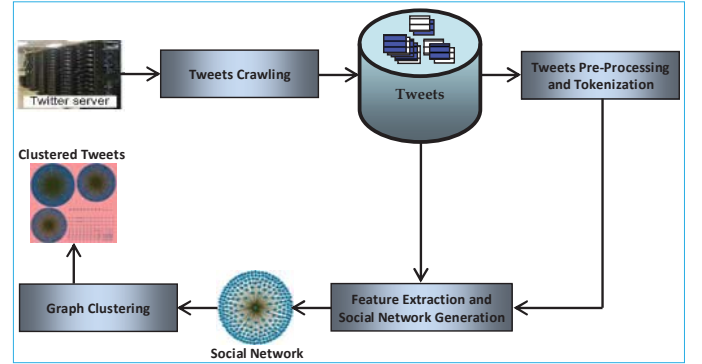 Twitter server
Tweets Crawling
Tweets
Tweets Pre-Processing
and Tokenization
Clustered Tweets
Graph Clustering
Social Network
Feature Extraction and
Social Network Generation